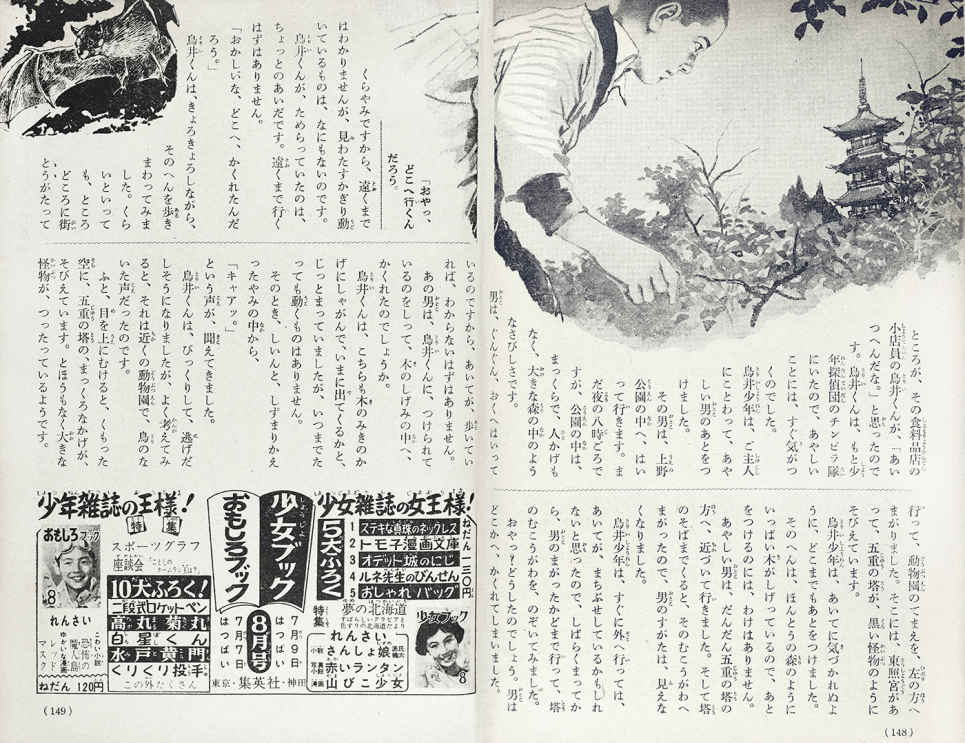 ところが、その食料品店の
小店員の鳥井くんが、「あい
つへんだな。」と思ったので
す。鳥井くんは、もと少
年探偵団のチンピラ隊
にいたので、あやしい
ことには、すぐ気がつ
くのでした。
鳥井少年は、ご主人
にことわって、あや
しい男のあとをつ
けました。
その男は、上野
公園の中へ、はい
って行きます。ま
だ夜の八時ごろで
すが、公園の中は、
まっくらで、人かげも
なく、大きな森の中のよう
なさびしさです。
男は、ぐんぐん、おくへはいって
行って、動物園のてまえを、左の方へ
まがりました。そこには、東照宮があ
って、五重の塔が、黒い怪物のように
そびえています。
鳥井少年は、あいてに気づかれぬよ
うに、どこまでもあとをつけました。
そのへんは、ほんとうの森のように
いっぱい木がしげっているので、あと
をつけるのには、わけはありません。
あやしい男は、だんだん五重の塔の
方へ、近づいて行きました。そして塔
のそばまでくると、そのむこうがわへ
まがったので、男のすがたは、見えな
くなりました。
鳥井少年は、すぐに外へ行っては、
あいてが、まちぶせしているかもしれ
ないと思ったので、しばらくまってか
ら、男のまがったかどまで行って、塔
のむこうがわを、のぞいてみました。
おやっ？どうしたのでしょう。男は
どこかへ、かくれてしまいました。
(148)
「おやっ、
どこへ行くん
だろう。
くらやみですから、遠くまで
はわかりませんが、見わたすかぎり動
いているものは、なにもないのです。
鳥井くんが、ためらっていたのは、
ちょっとのあいだです。遠くまで行く
はずはありません。
「おかしいな、どこへ、かくれたんだ
ろう。」
鳥井くんは、きょろきょろしながら、
そのへんを歩き
まわってみま
した。くら
いといって
も、ところ
どころに街
とうがたって
いるのですから、あいてが、歩いてい
れば、わからないはずはありません。
あの男は、鳥井くんに、つけられて
いるのをしって、木のしげみの中へ、
かくれたのでしょうか。
鳥井くんは、こちらも木のみきのか
げにしゃがんで、いまに出てくるかと、
じっとまっていましたが、いつまでた
っても動くものはありません。
そのとき、しいんと、しずまりかえ
ったやみの中から、
「キャアッ。」
という声が、聞えてきました。
鳥井くんは、びっくりして、逃げだ
しそうになりましたが、よく考えてみ
ると、それは近くの動物園で、鳥のな
いた声だったのです。
ふと、目を上にむけると、くもった
空に、五重の塔の、まっくろなかげが、
そびえています。とほうもなく大きな
怪物が、つったっているようです。
少女雑誌の女王様！
ねだん一三〇円
5大ふろく
1 ステキな真珠のネックレス
2 トモ子漫画文庫
3 オデット城のにじ
4 ルネ先生のびんせん
5 おしゃれバッグ
特集
夢の北海道
れんさい
さんしょ娘
赤いランタン
山びこ少女
少女ブック
少女ブック
おもしろブック
8月号
7月9日はつばい
7月7日はつばい
東京・集英社・神田
少年雑誌の王様！
特集
おもしろブック
スポーツグラフ
座談会
10大ふろく！
二段式ロケットペン
高れ菊れ
白星くん
水戸黄門
くりくり投手
この外たくさん
れんさい
恐怖の魔人島
ねだん 120円
(149)